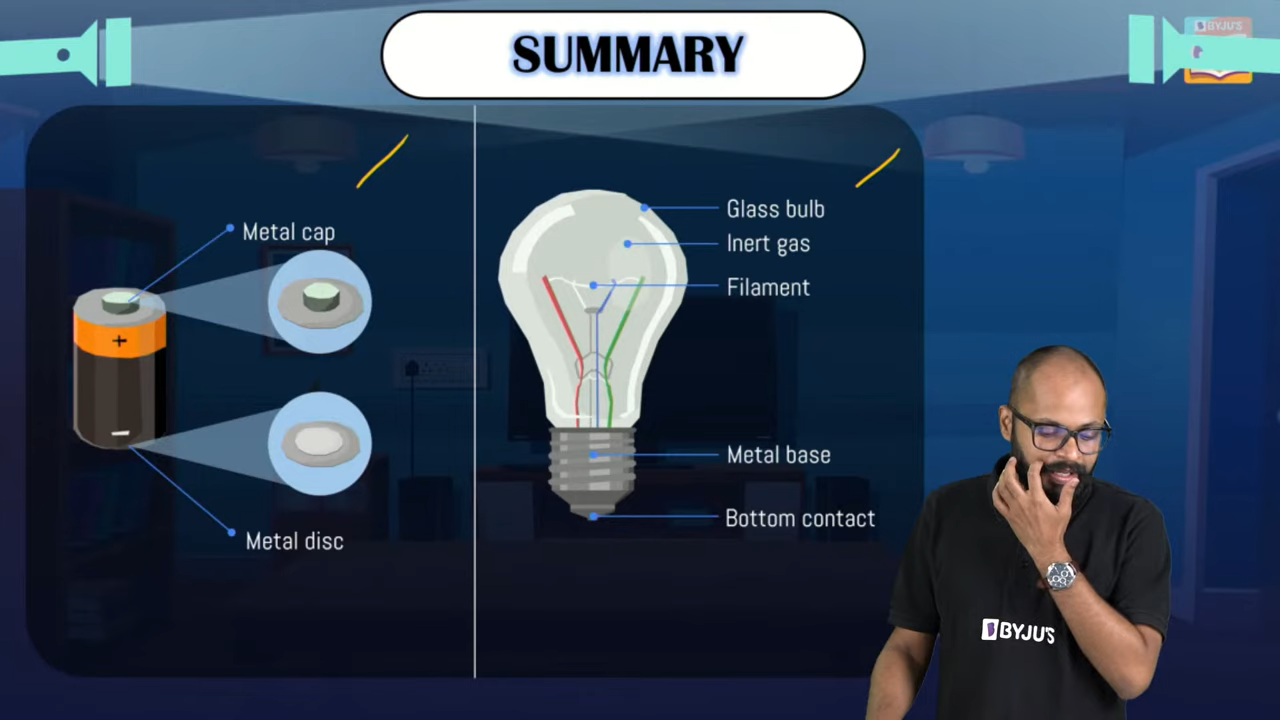 SUMMARY
BYJU'S
Metal cap
+
-
Metal disc
Glass bulb
Inert gas
Filament
Metal base
Bottom contact
BYJU'S